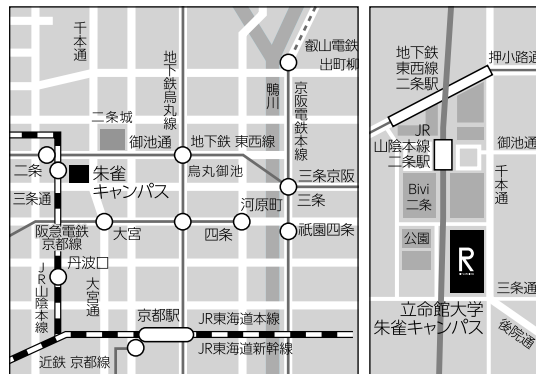 千本通
地下鉄烏丸線
叡山電鉄
出町柳
鴨川
京阪電鉄本線
二条城
御池通
地下鉄 東西線
二条
朱雀
キャンパス
烏丸御池
三条京阪
三条
三条通
河原町
阪急電鉄
京都線
大宮
四条
祇園四条
丹波口
JR山陰本線
大宮通
京都駅
JR東海道本線
JR東海道新幹線
近鉄 京都線
地下鉄
東西線
二条駅
押小路通
JR
山陰本線
二条駅
御池通
千本通
Bivi
二条
公園
R
三条通
立命館大学
朱雀キャンパス
後院通